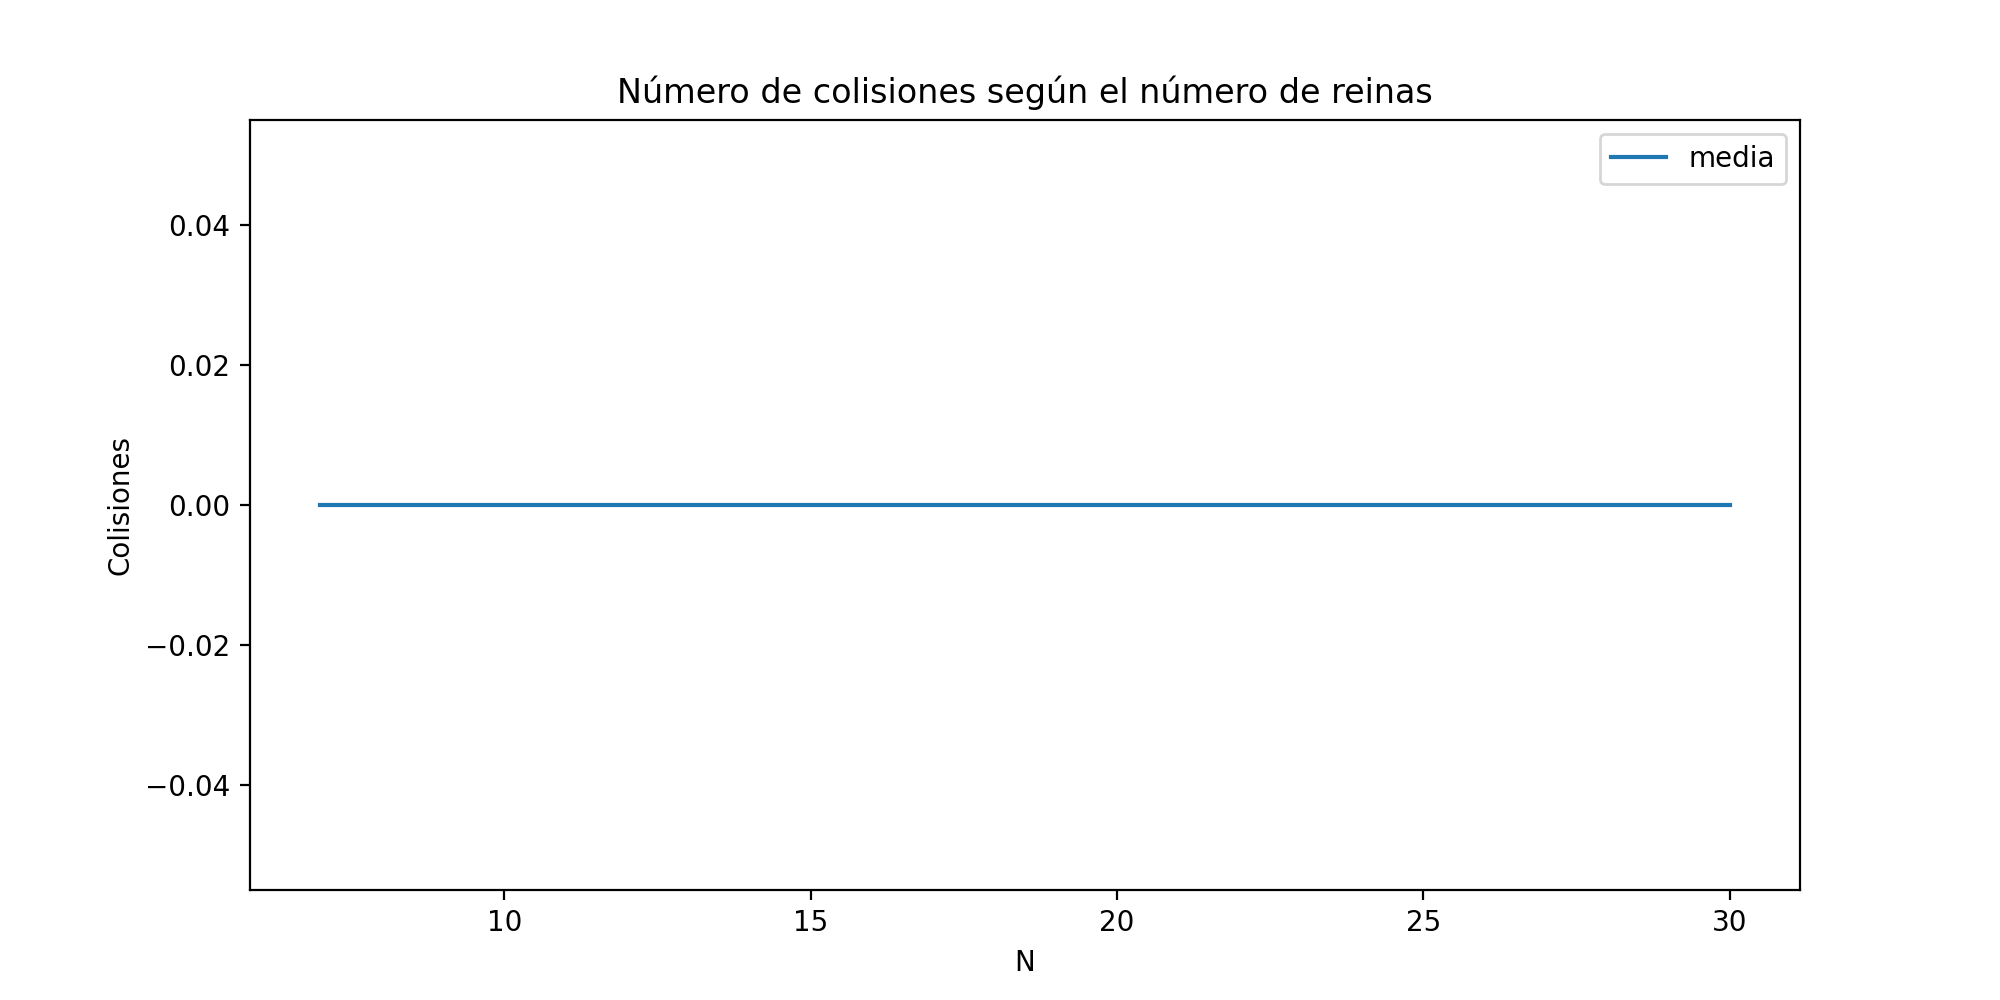 Número de colisiones según el número de reinas
media
0.04
0.02
0.00
−0.02
−0.04
Colisiones
10 15 20 25 30
N